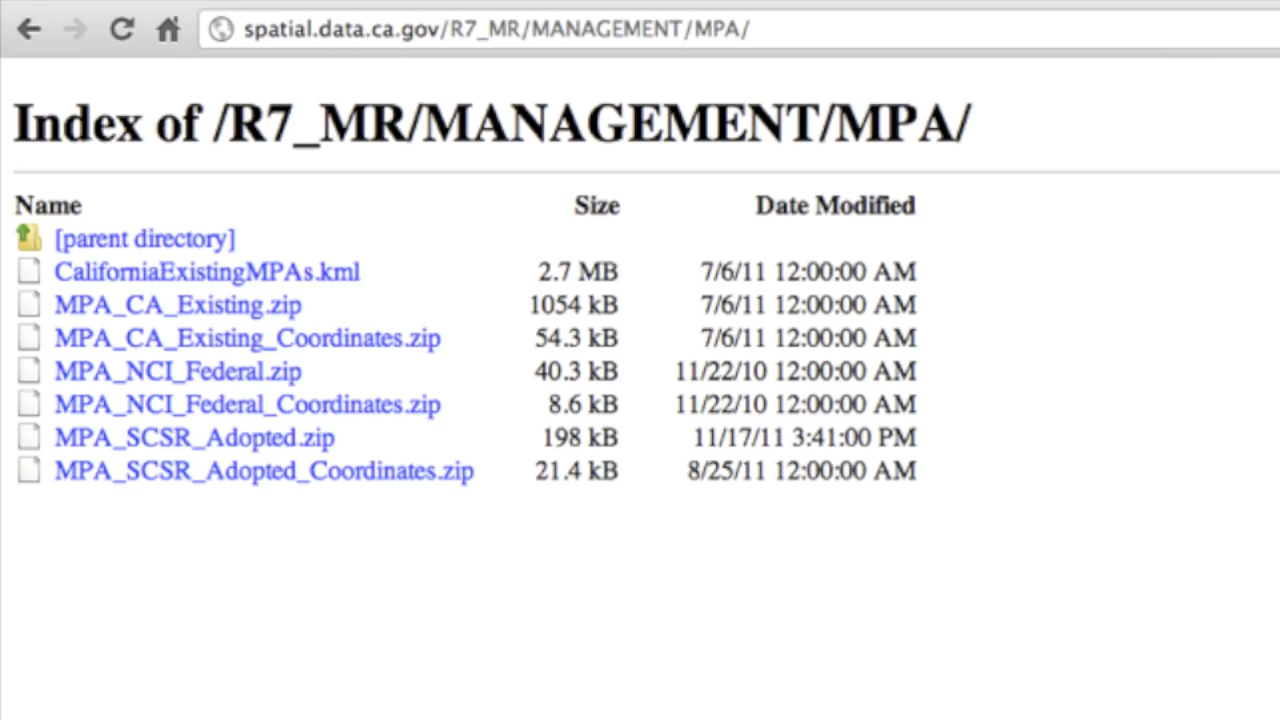 spatial.data.ca.gov/R7_MR/MANAGEMENT/MPA/
Index of /R7_MR/MANAGEMENT/MPA/
Name Size Date Modified
[parent directory]
CaliforniaExistingMPAs.kml 2.7 MB 7/6/11 12:00:00 AM
MPA_CA_Existing.zip 1054 kB 7/6/11 12:00:00 AM
MPA_CA_Existing_Coordinates.zip 54.3 kB 7/6/11 12:00:00 AM
MPA_NCI_Federal.zip 40.3 kB 11/22/10 12:00:00 AM
MPA_NCI_Federal_Coordinates.zip 8.6 kB 11/22/10 12:00:00 AM
MPA_SCSR_Adopted.zip 198 kB 11/17/11 3:41:00 PM
MPA_SCSR_Adopted_Coordinates.zip 21.4 kB 8/25/11 12:00:00 AM